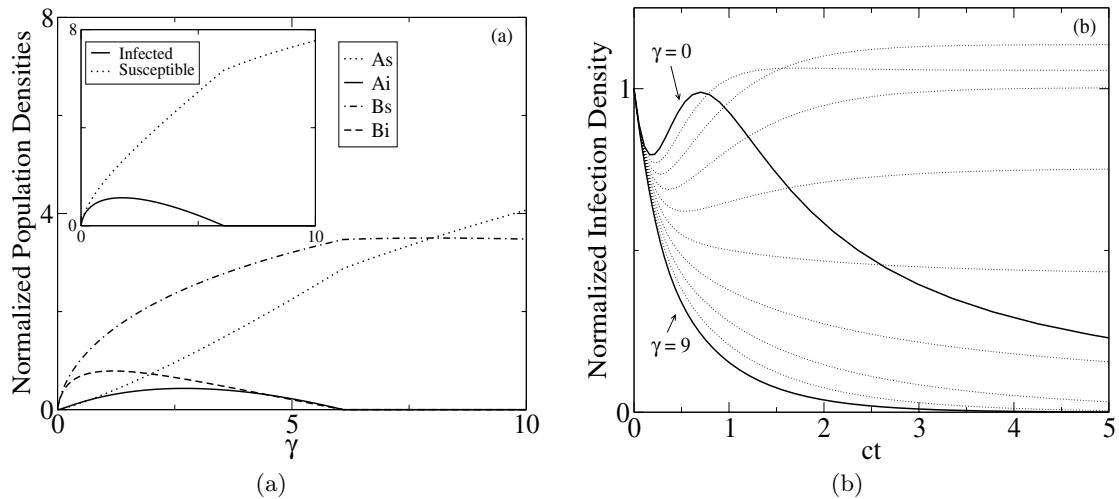 (a)
Normalized Population Densities
8
4
0
0
5
10
γ
8
0
0
10
Infected
Susceptible
As
Ai
Bs
Bi
(a)
(b)
Normalized Infection Density
1
0
0
1
2
3
4
5
ct
γ=0
γ=9
(b)